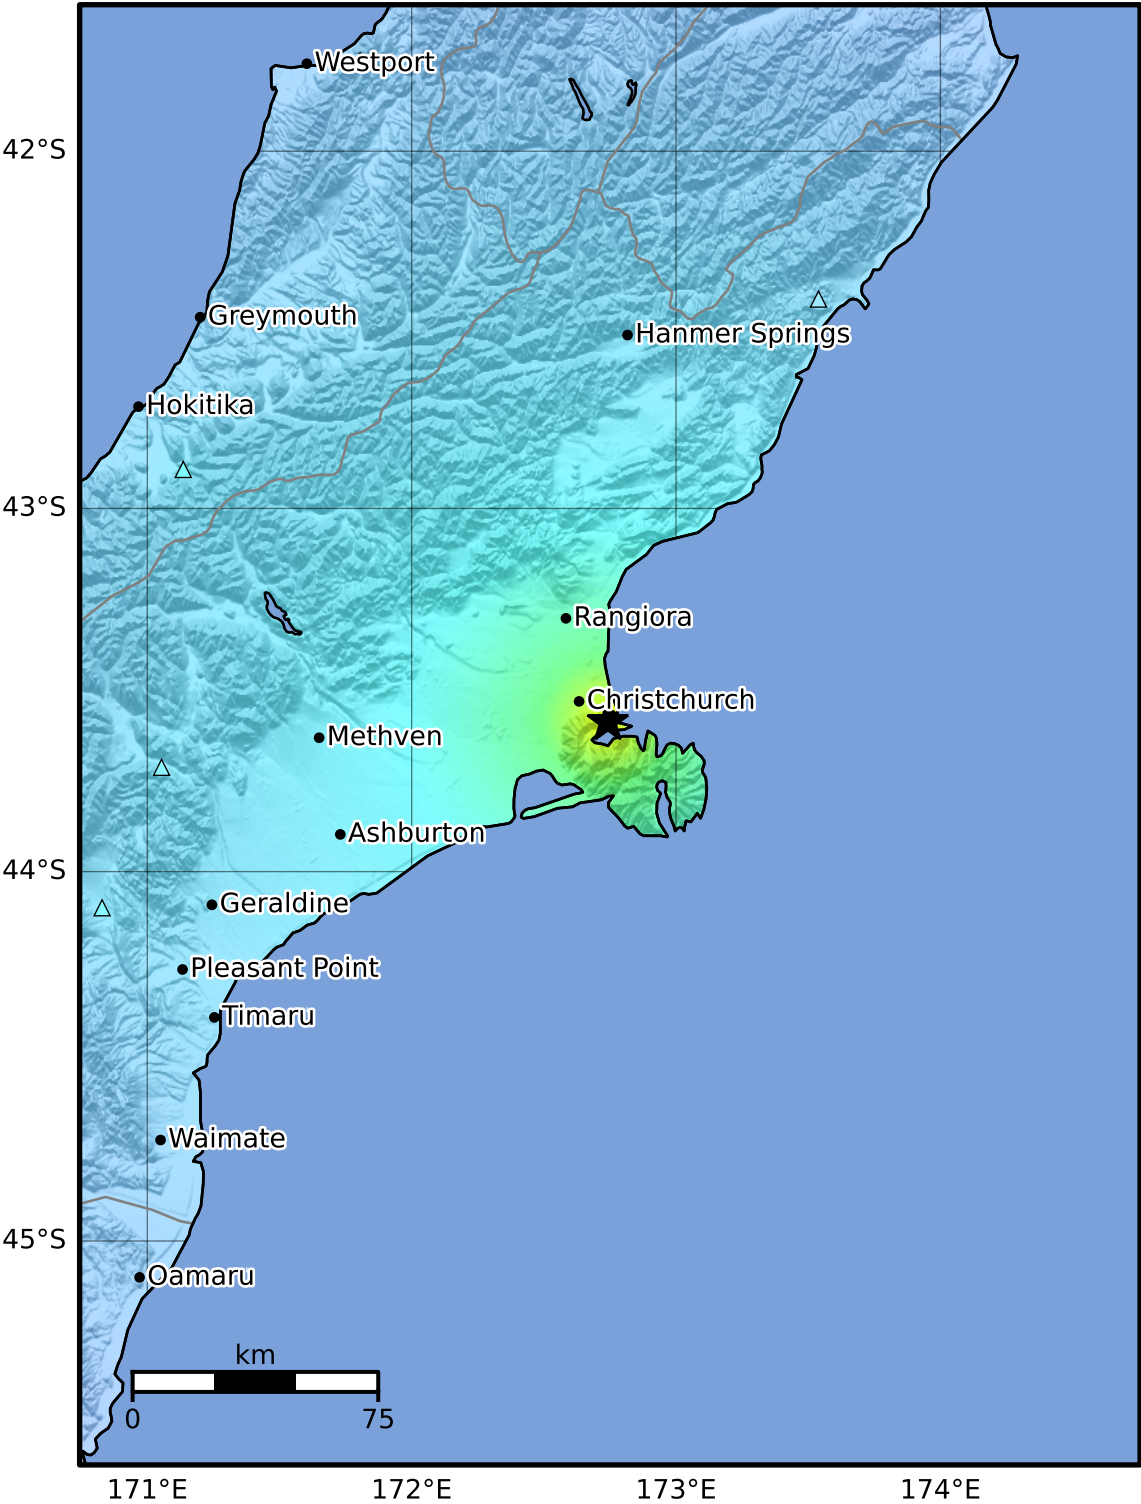 Westport
42°S
Greymouth
Hanmer Springs
Hokitika
43°S
Rangiora
Christchurch
Methven
Ashburton
44°S
Geraldine
Pleasant Point
Timaru
Waimate
45°S
Oamaru
km
0 75
171°E 172°E 173°E 174°E